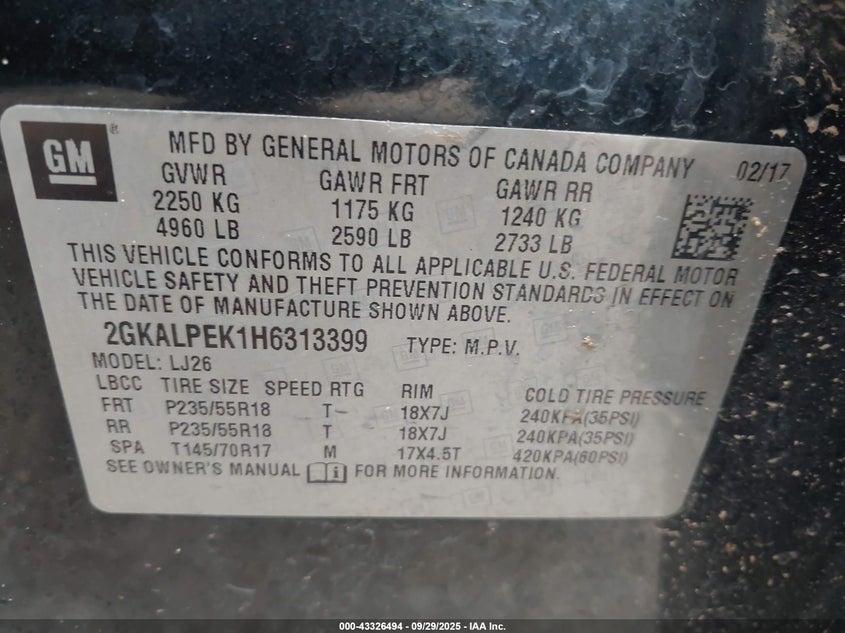 GM ®
MFD BY GENERAL MOTORS OF CANADA COMPANY 02/17
GVWR GAWR FRT GAWR RR
2250 KG 1175 KG 1240 KG
4960 LB 2590 LB 2733 LB
THIS VEHICLE CONFORMS TO ALL APPLICABLE U.S. FEDERAL MOTOR
VEHICLE SAFETY AND THEFT PREVENTION STANDARDS IN EFFECT ON
THE DATE OF MANUFACTURE SHOWN ABOVE.
2GKALPEK1H6313399 TYPE: M.P.V.
MODEL: LJ26
LBCC TIRE SIZE SPEED RTG RIM COLD TIRE PRESSURE
FRT P235/55R18 T 18X7J 240KPA(35PSI)
RR P235/55R18 T 18X7J 240KPA(35PSI)
SPA T145/70R17 M 17X4.5T 420KPA(60PSI)
SEE OWNER'S MANUAL FOR MORE INFORMATION.
000-43326494 - 09/29/2025 - IAA Inc.